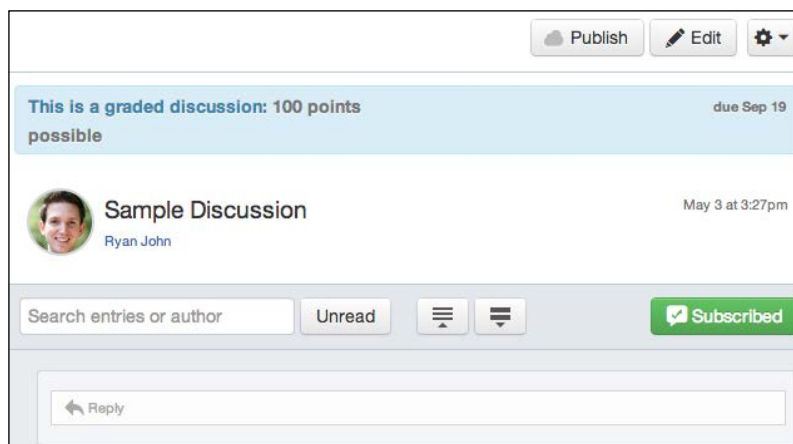 Publish Edit
This is a graded discussion: 100 points due Sep 19
possible
Sample Discussion May 3 at 3:27pm
Ryan John
Search entries or author Unread Subscribed
Reply